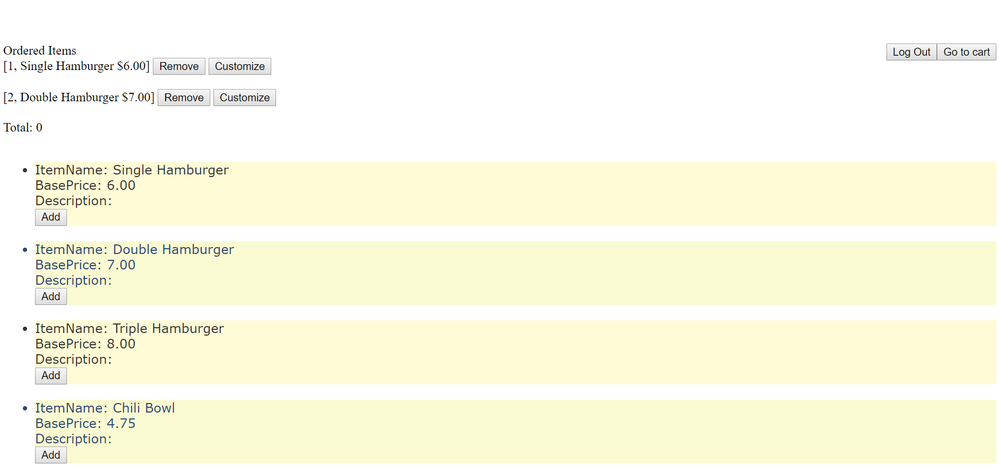 Ordered Items
Log Out Go to cart
[1, Single Hamburger $6.00] Remove Customize
[2, Double Hamburger $7.00] Remove Customize
Total: 0
ItemName: Single Hamburger
BasePrice: 6.00
Description:
Add
ItemName: Double Hamburger
BasePrice: 7.00
Description:
Add
ItemName: Triple Hamburger
BasePrice: 8.00
Description:
Add
ItemName: Chili Bowl
BasePrice: 4.75
Description:
Add